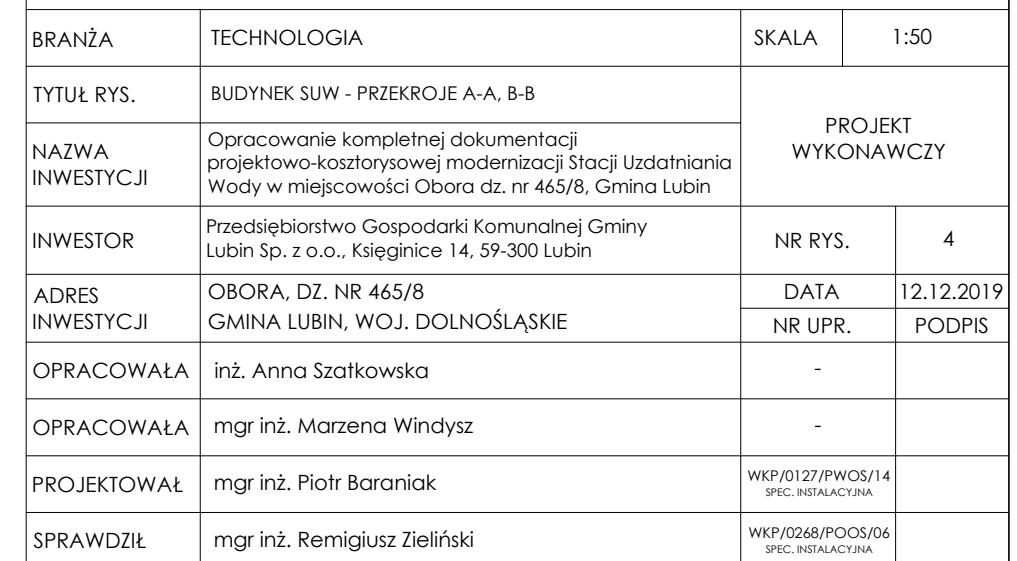 BRANŻA
TECHNOLOGIA
SKALA
1:50
TYTUŁ RYS.
BUDYNEK SUW - PRZEKROJE A-A, B-B
PROJEKT
WYKONAWCZY
NAZWA
INWESTYCJI
Opracowanie kompletnej dokumentacji
projektowo-kosztorysowej modernizacji Stacji Uzdatniania
Wody w miejscowości Obora dz. nr 465/8, Gmina Lubin
INWESTOR
Przedsiębiorstwo Gospodarki Komunalnej Gminy
Lubin Sp. z o.o., Księginice 14, 59-300 Lubin
NR RYS.
4
ADRES
INWESTYCJI
OBORA, DZ. NR 465/8
GMINA LUBIN, WOJ. DOLNOŚLĄSKIE
DATA
12.12.2019
NR UPR.
PODPIS
OPRACOWAŁA
inż. Anna Szatkowska
-
OPRACOWAŁA
mgr inż. Marzena Windysz
-
PROJEKTOWAŁ
mgr inż. Piotr Baraniak
WKP/0127/PWOS/14
SPEC. INSTALACYJNA
SPRAWDZIŁ
mgr inż. Remigiusz Zieliński
WKP/0268/POOS/06
SPEC. INSTALACYJNA